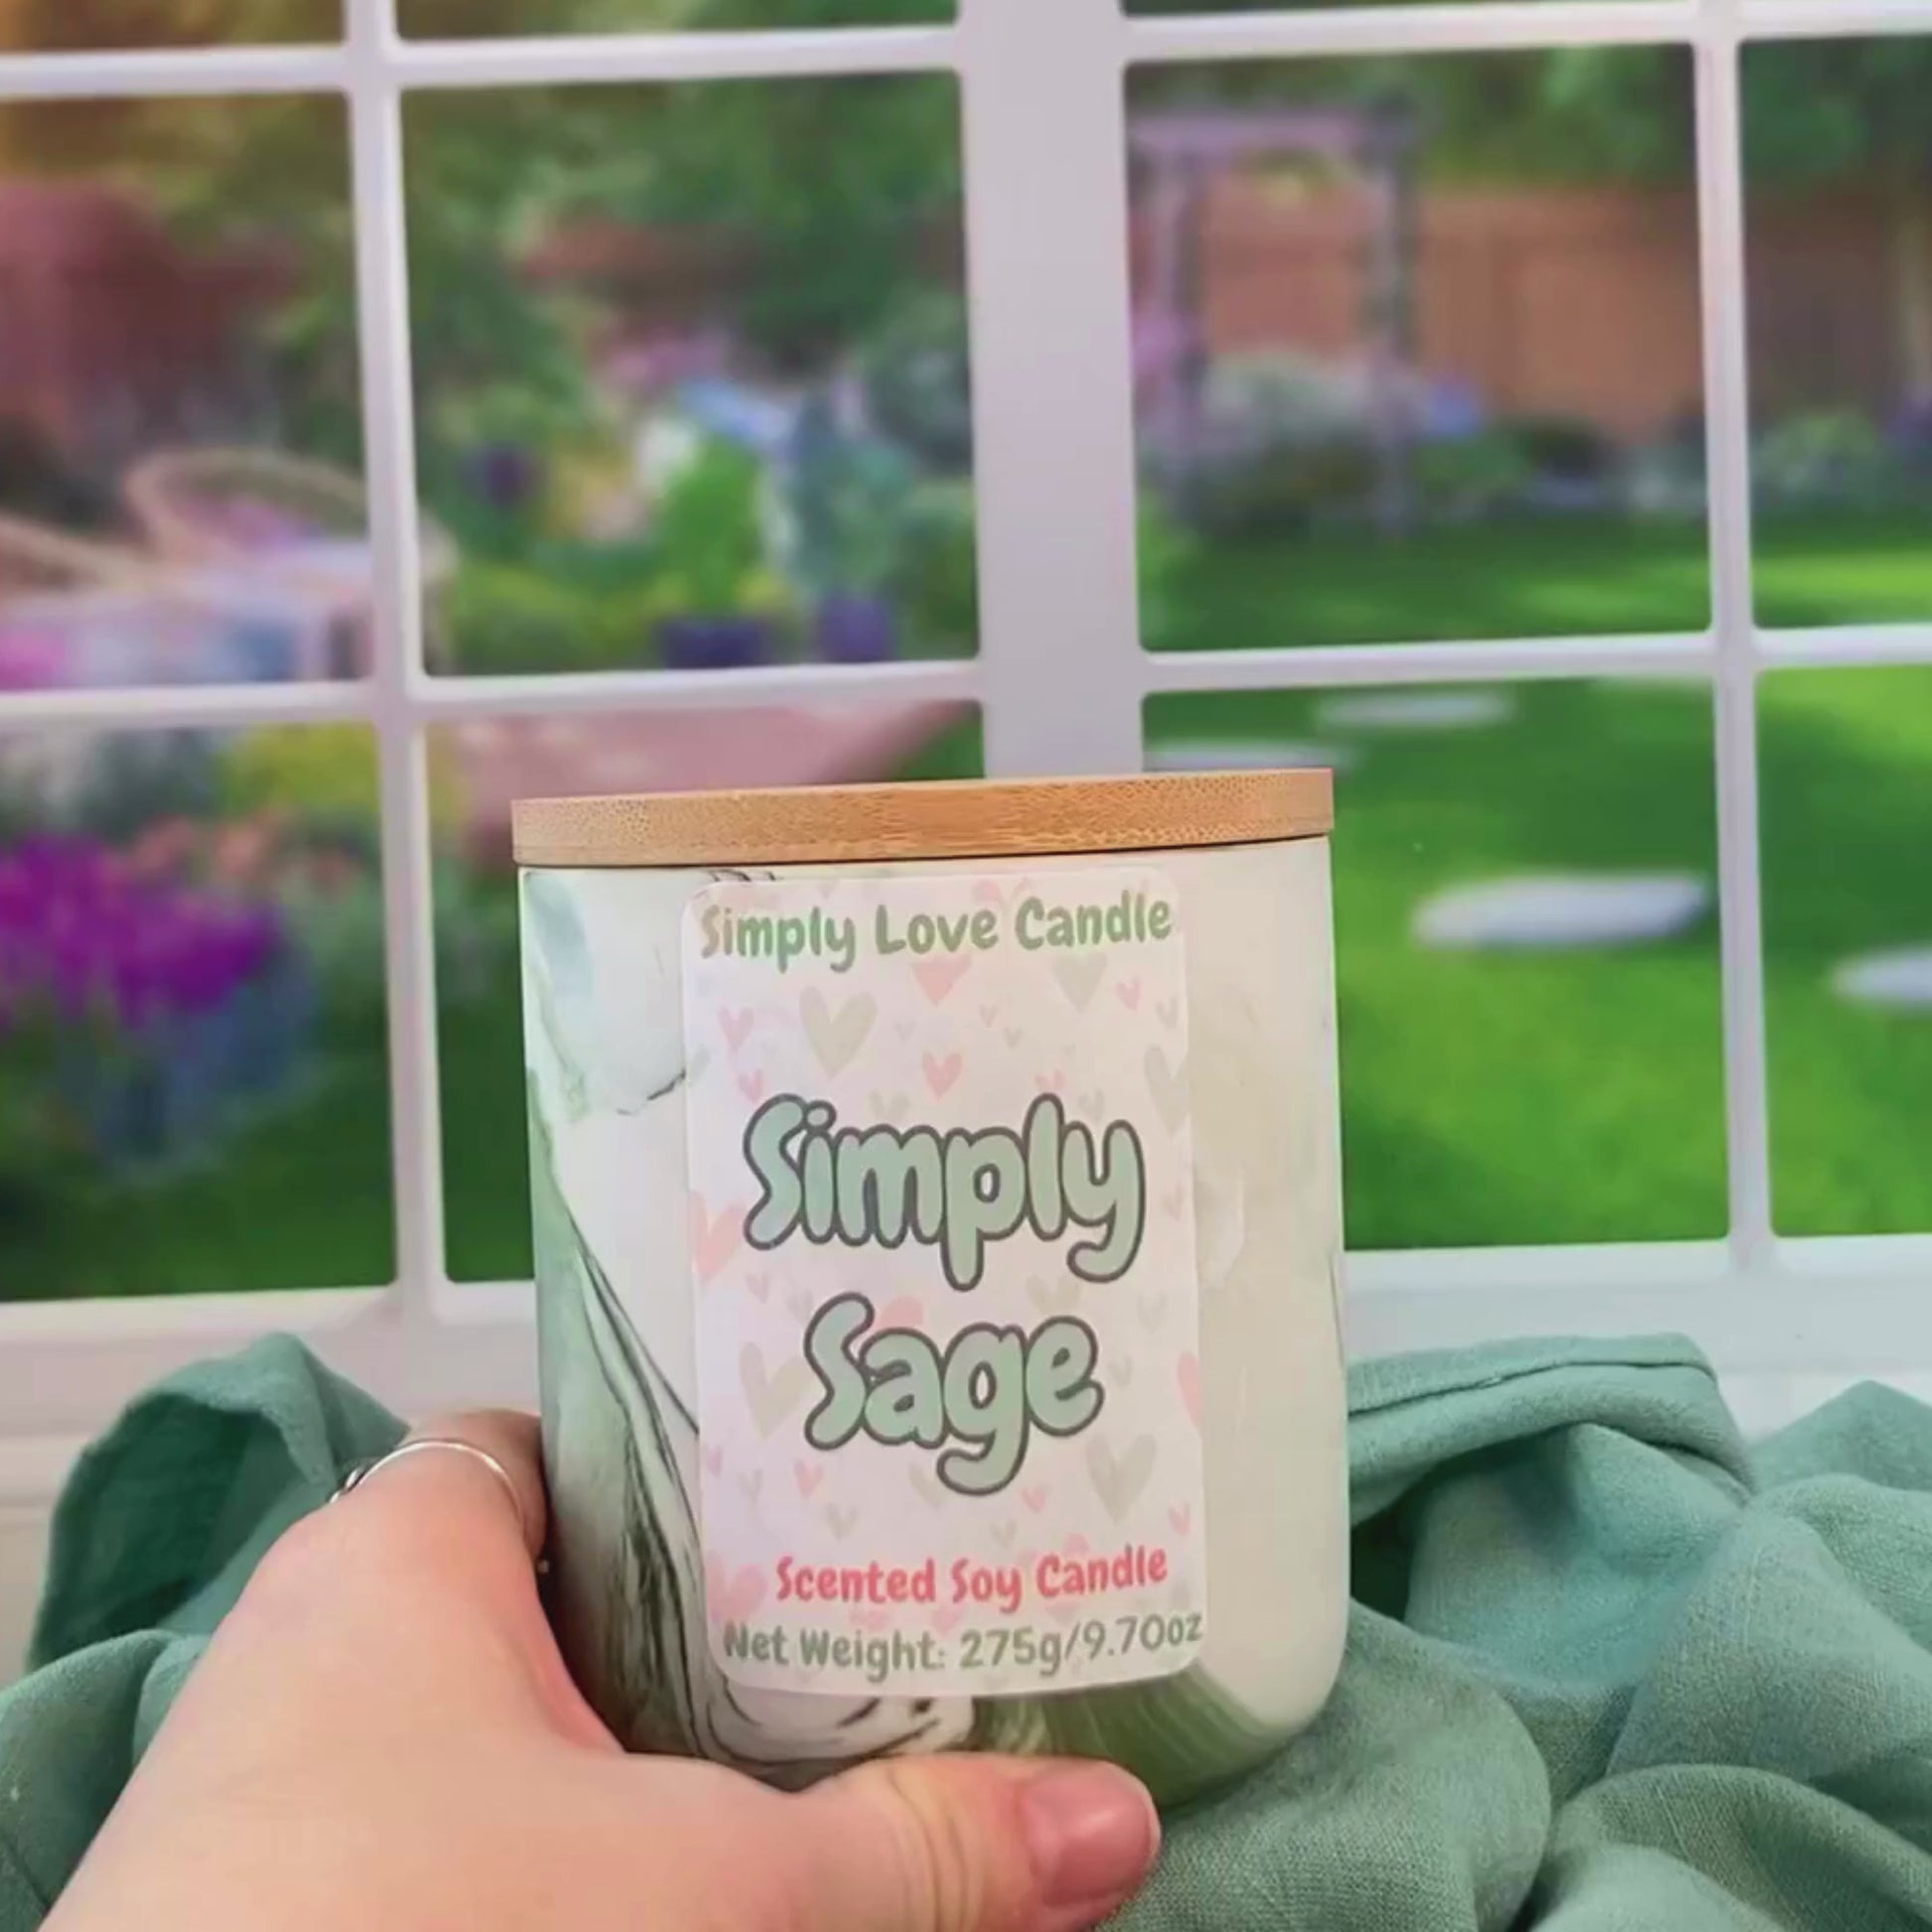 Simply Love Candle
Simply
Sage
Scented Soy Candle
Net Weight: 275g/9.70oz